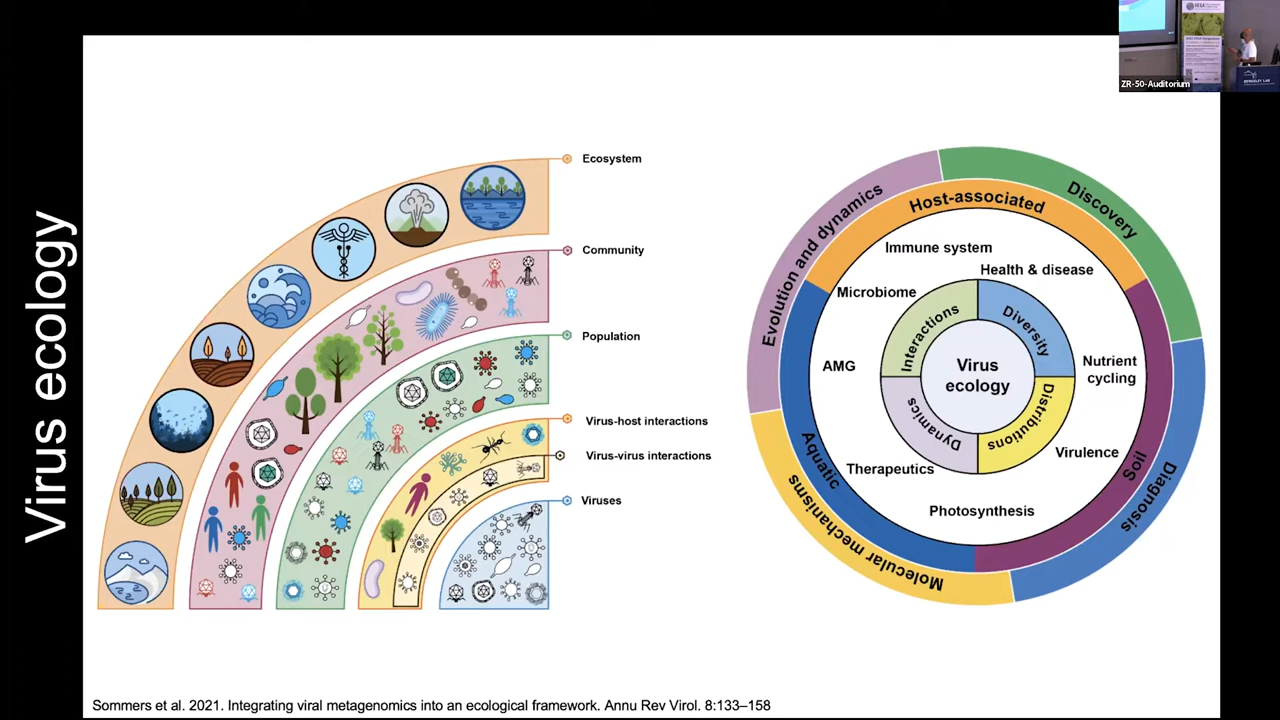 ZR-50-Auditorium
BERKELEY LAB
Virus ecology
Ecosystem
Community
Population
Virus-host interactions
Virus-virus interactions
Viruses
Evolution and dynamics
Discovery
Diagnosis
Molecular mechanisms
Host-associated
Soil
Aquatic
Immune system
Health & disease
Microbiome
AMG
Nutrient
cycling
Virulence
Therapeutics
Photosynthesis
Interactions
Diversity
Distributions
Dynamics
Virus
ecology
Sommers et al. 2021. Integrating viral metagenomics into an ecological framework. Annu Rev Virol. 8:133–158